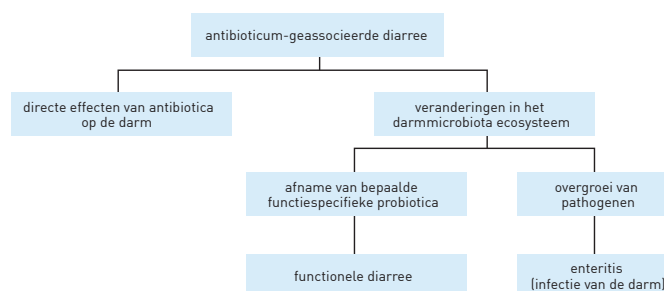 antibioticum-geassocieerde diarree
directe effecten van antibiotica
op de darm
veranderingen in het
darmmicrobiota ecosysteem
afname van bepaalde
functiespecifieke probiotica
overgroei van
pathogenen
functionele diarree
enteritis
(infectie van de darm)